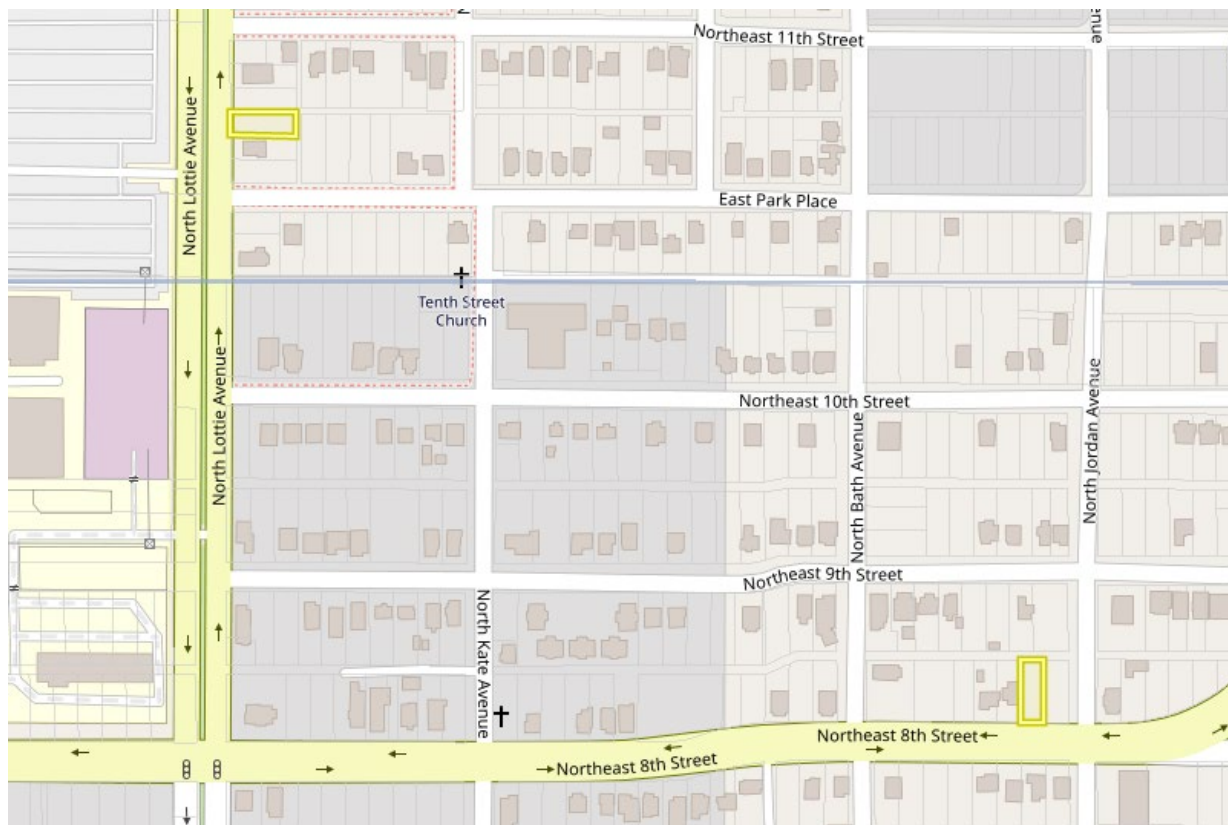 Northeast 11th Street
North Lottie Avenue
East Park Place
Tenth Street
Church
North Lottie Avenue
Northeast 10th Street
North Bath Avenue
North Jordan Avenue
Northeast 9th Street
North Kate Avenue
Northeast 8th Street
Northeast 8th Street